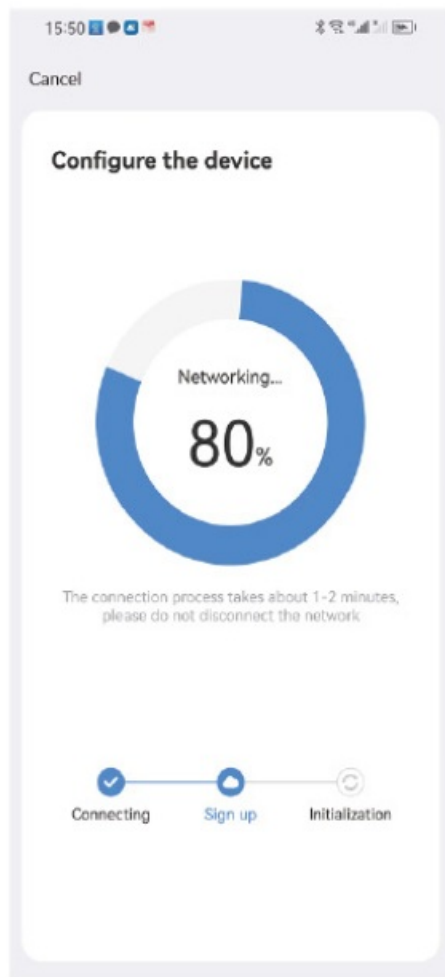 15:50
Cancel
Configure the device
Networking...
80%
The connection process takes about 1-2 minutes,
please do not disconnect the network
Connecting
Sign up
Initialization